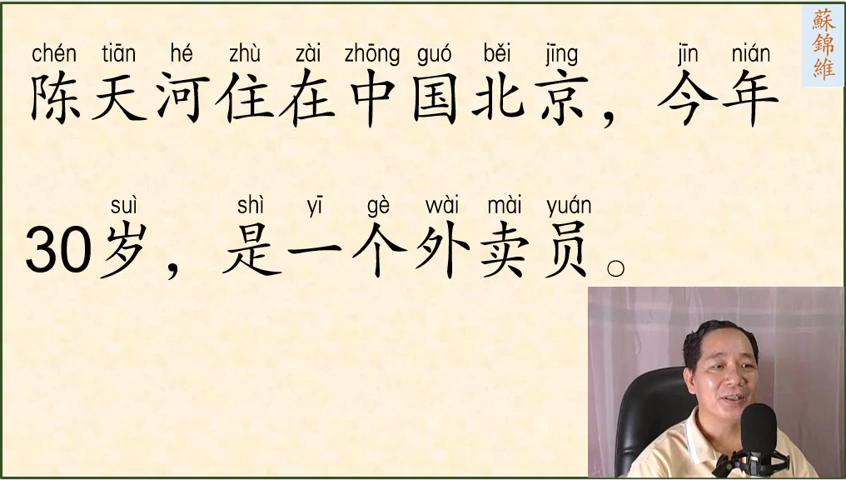 chén tiān hé zhù zài zhōng guó běi jīng jīn nián
陈天河住在中国北京，今年
suì shì yī gè wài mài yuán
30岁，是一个外卖员。
蘇錦維